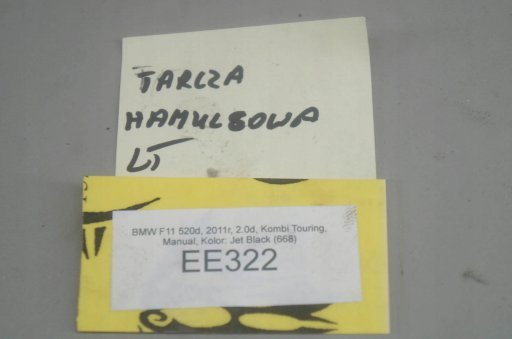 TARCZA
HAMULCOWA
LT
BMW F11 520d, 2011r, 2.0d, Kombi Touring,
Manual, Kolor: Jet Black (668)
EE322